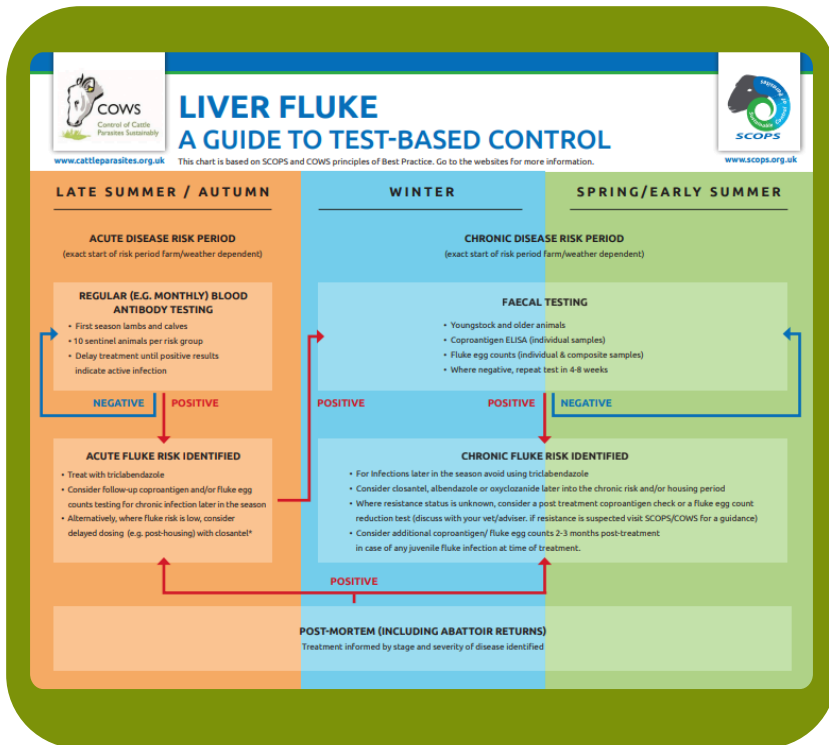 COWS
Control of Cattle
Parasites Sustainably
www.cattleparasites.org.uk
LIVER FLUKE
A GUIDE TO TEST-BASED CONTROL
This chart is based on SCOPS and COWS principles of Best Practice. Go to the websites for more information.
SCOPS
www.scops.org.uk
LATE SUMMER / AUTUMN
WINTER
SPRING/EARLY SUMMER
ACUTE DISEASE RISK PERIOD
(exact start of risk period farm/weather dependent)
CHRONIC DISEASE RISK PERIOD
(exact start of risk period farm/weather dependent)
REGULAR (E.G. MONTHLY) BLOOD
ANTIBODY TESTING
• First season lambs and calves
• 10 sentinel animals per risk group
• Delay treatment until positive results
indicate active infection
FAECAL TESTING
• Youngstock and older animals
• Coproantigen ELISA (individual samples)
• Fluke egg counts (individual & composite samples)
• Where negative, repeat test in 4-8 weeks
NEGATIVE
POSITIVE
POSITIVE
POSITIVE
NEGATIVE
ACUTE FLUKE RISK IDENTIFIED
• Treat with triclabendazole
• Consider follow-up coproantigen and/or fluke egg
counts testing for chronic infection later in the season
• Alternatively, where fluke risk is low, consider
delayed dosing (e.g. post-housing) with closantel*
CHRONIC FLUKE RISK IDENTIFIED
• For Infections later in the season avoid using triclabendazole
• Consider closantel, albendazole or oxyclozanide later into the chronic risk and/or housing period
• Where resistance status is unknown, consider a post treatment coproantigen check or a fluke egg count
reduction test (discuss with your vet/adviser. if resistance is suspected visit SCOPS/COWS for a guidance)
• Consider additional coproantigen/ fluke egg counts 2-3 months post-treatment
in case of any juvenile fluke infection at time of treatment.
POSITIVE
POST-MORTEM (INCLUDING ABATTOIR RETURNS)
Treatment informed by stage and severity of disease identified